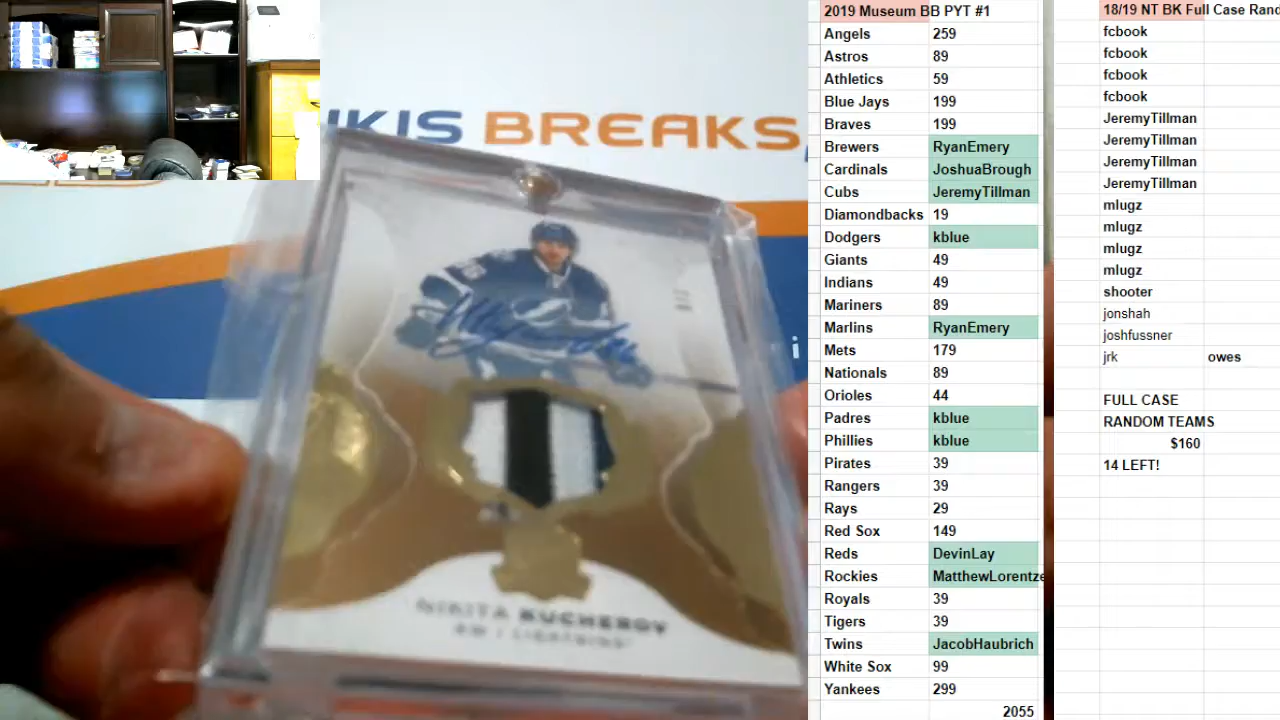 IKIS BREAKS
NIKITA KUCHEROV
RW | LIGHTNING
2019 Museum BB PYT #1
Angels 259
Astros 89
Athletics 59
Blue Jays 199
Braves 199
Brewers RyanEmery
Cardinals JoshuaBrough
Cubs JeremyTillman
Diamondbacks 19
Dodgers kblue
Giants 49
Indians 49
Mariners 89
Marlins RyanEmery
Mets 179
Nationals 89
Orioles 44
Padres kblue
Phillies kblue
Pirates 39
Rangers 39
Rays 29
Red Sox 149
Reds DevinLay
Rockies MatthewLorentze
Royals 39
Tigers 39
Twins JacobHaubrich
White Sox 99
Yankees 299
2055
18/19 NT BK Full Case Rand
fcbook
fcbook
fcbook
fcbook
JeremyTillman
JeremyTillman
JeremyTillman
JeremyTillman
mlugz
mlugz
mlugz
mlugz
shooter
jonshah
joshfussner
jrk owes
FULL CASE
RANDOM TEAMS
$160
14 LEFT!